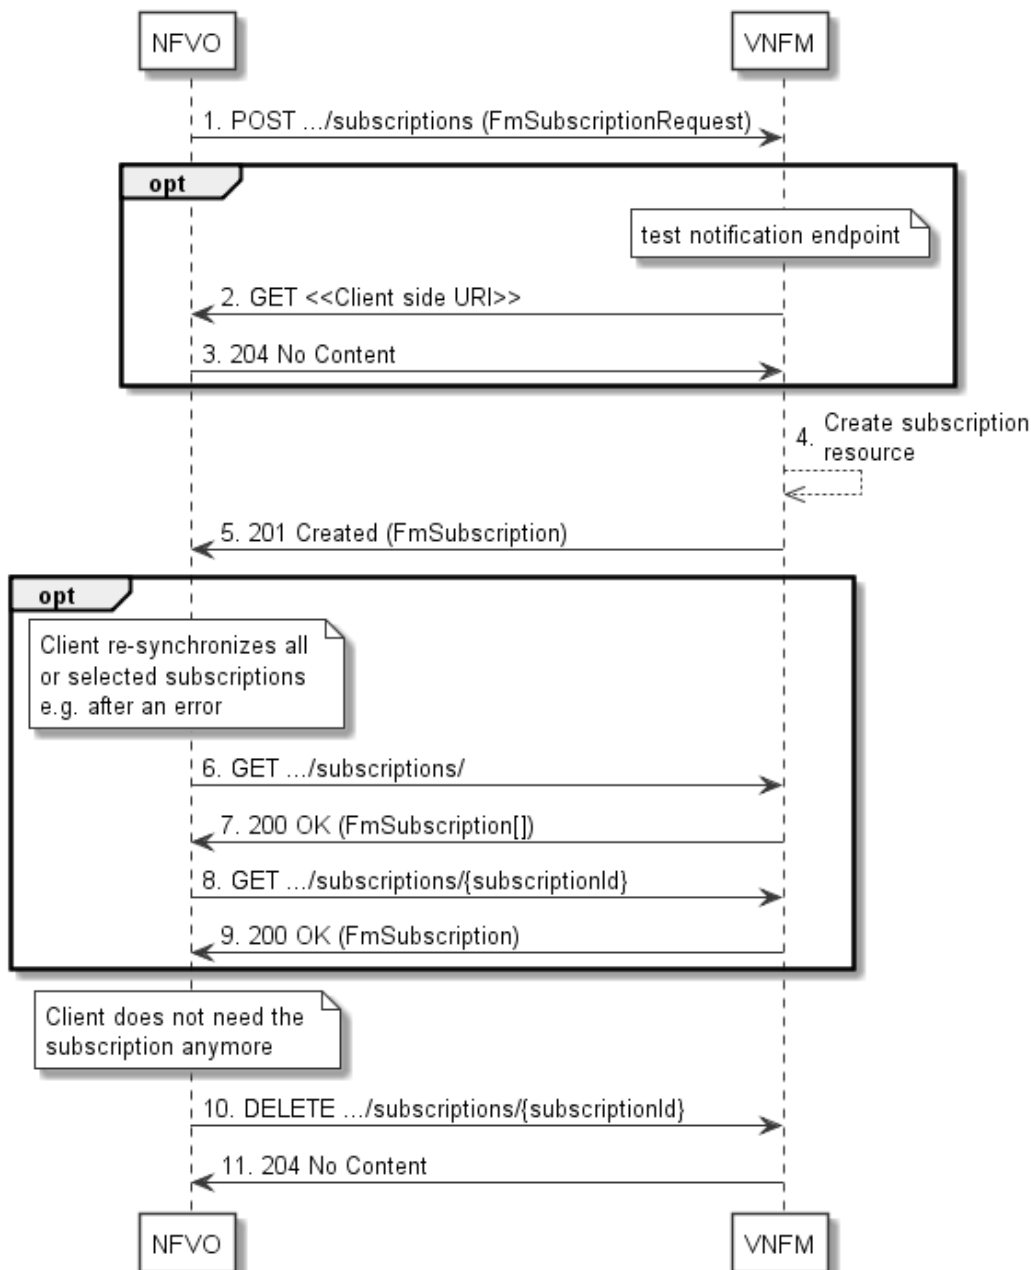 NFVO
VNFM
1. POST .../subscriptions (FmSubscriptionRequest)
opt
test notification endpoint
2. GET <<Client side URI>>
3. 204 No Content
4. Create subscription
resource
5. 201 Created (FmSubscription)
opt
Client re-synchronizes all
or selected subscriptions
e.g. after an error
6. GET .../subscriptions/
7. 200 OK (FmSubscription[])
8. GET .../subscriptions/{subscriptionId}
9. 200 OK (FmSubscription)
Client does not need the
subscription anymore
10. DELETE .../subscriptions/{subscriptionId}
11. 204 No Content
NFVO
VNFM